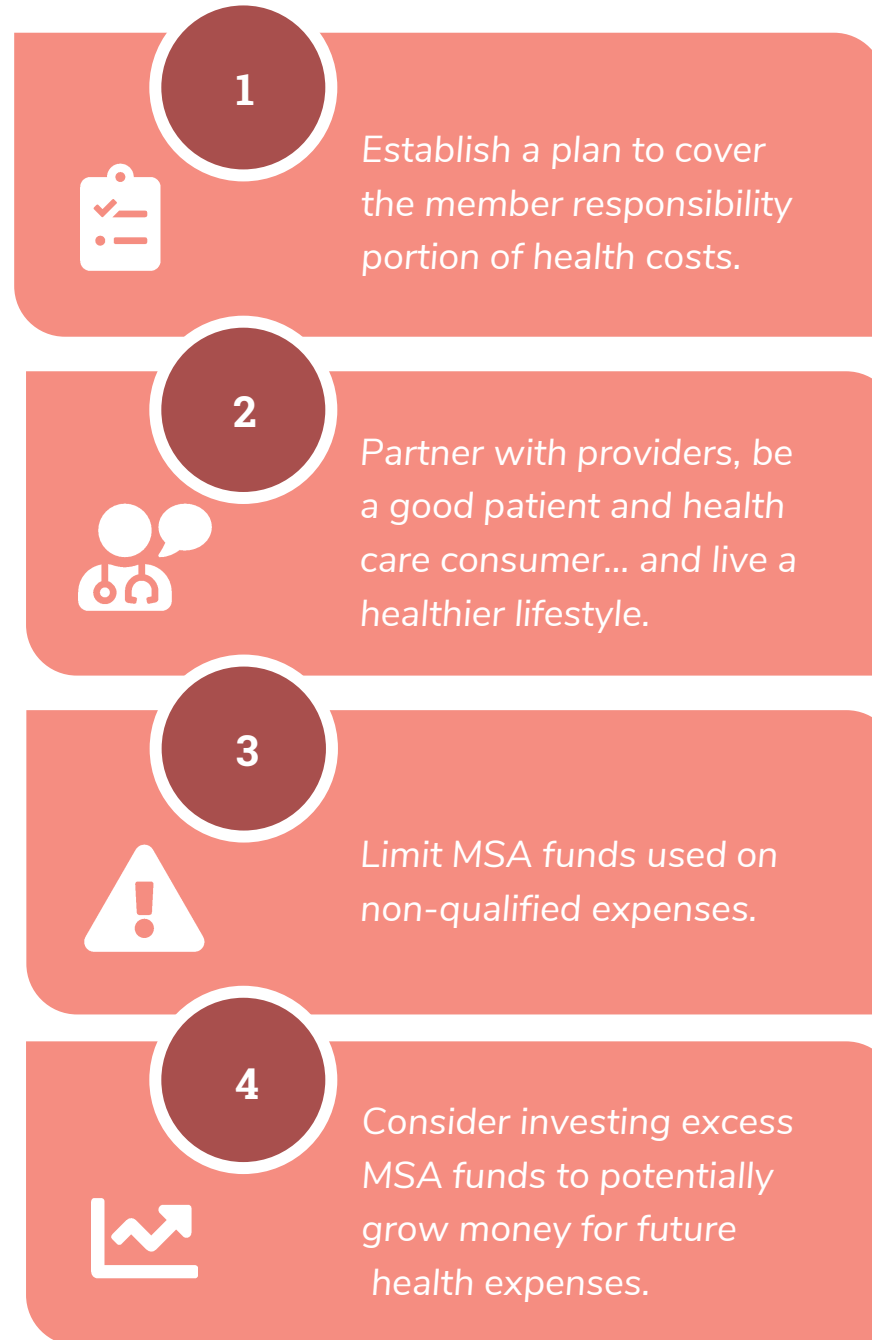 1
Establish a plan to cover
the member responsibility
portion of health costs.
2
Partner with providers, be
a good patient and health
care consumer... and live a
healthier lifestyle.
3
Limit MSA funds used on
non-qualified expenses.
4
Consider investing excess
MSA funds to potentially
grow money for future
health expenses.